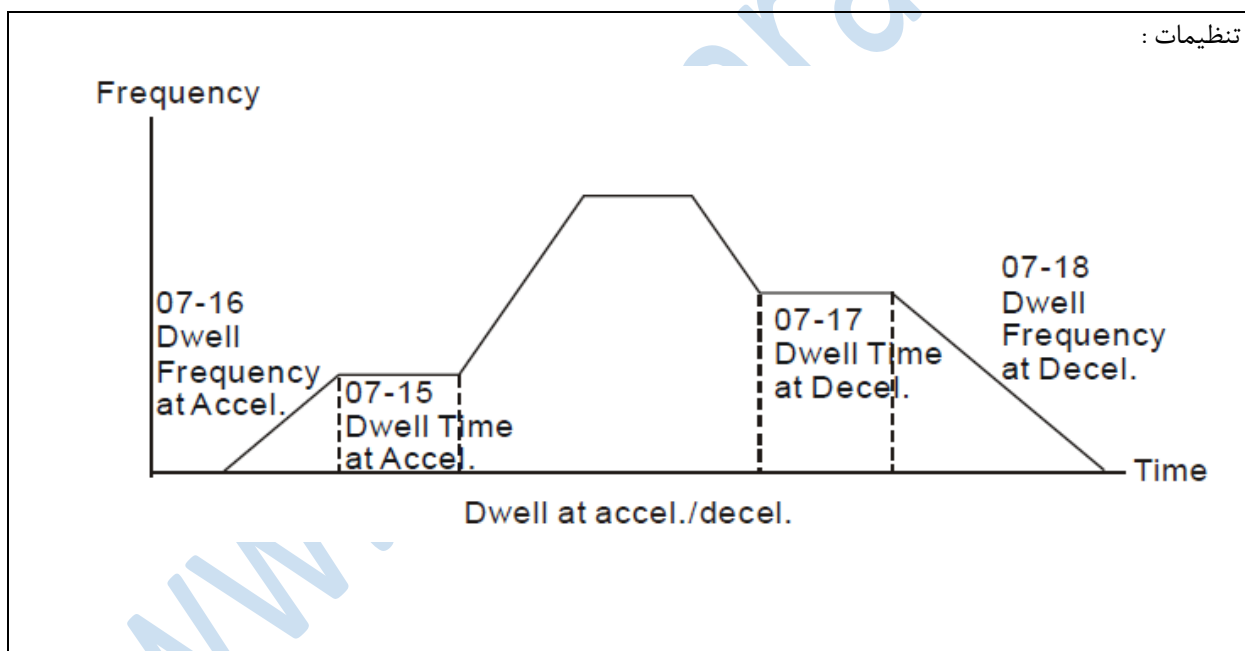 تنظیمات :
Frequency
07-16
Dwell
Frequency
at Accel.
07-15
Dwell Time
at Accel.
07-17
Dwell Time
at Decel.
07-18
Dwell
Frequency
at Decel.
Time
Dwell at accel./decel.